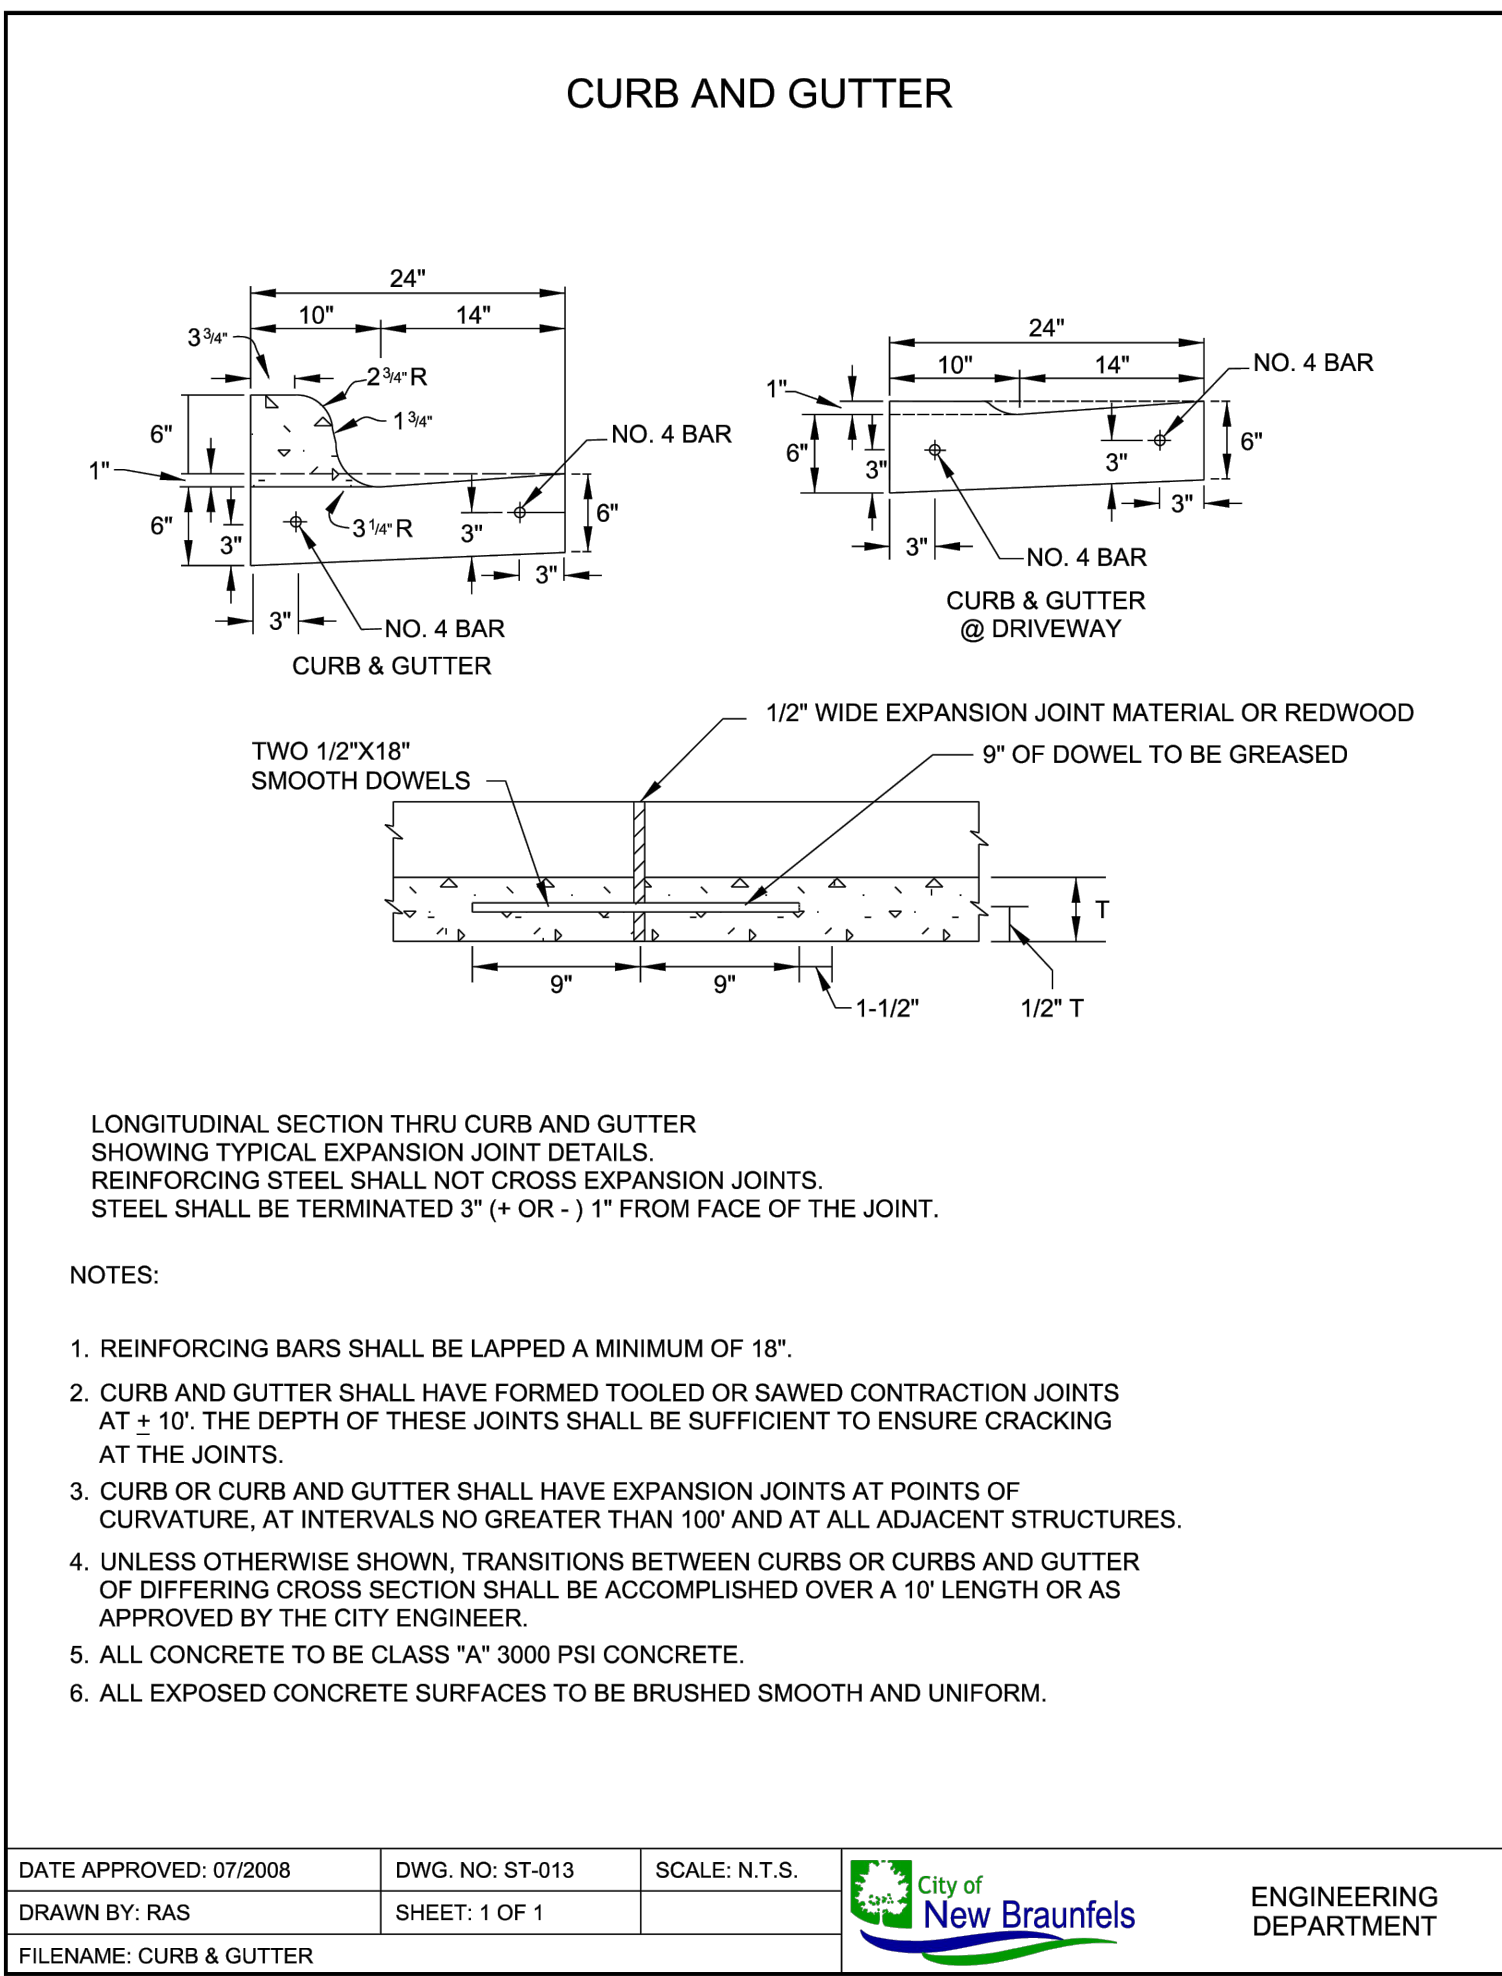 CURB AND GUTTER
24"
10"
14"
3 3/4"
2 3/4" R
1 3/4"
6"
1"
6"
3"
3 1/4" R
3"
6"
3"
3"
NO. 4 BAR
NO. 4 BAR
CURB & GUTTER
24"
10"
14"
NO. 4 BAR
1"
6"
3"
3"
6"
3"
3"
NO. 4 BAR
CURB & GUTTER
@ DRIVEWAY
1/2" WIDE EXPANSION JOINT MATERIAL OR REDWOOD
TWO 1/2"X18"
SMOOTH DOWELS
9" OF DOWEL TO BE GREASED
T
9"
9"
1-1/2"
1/2" T
LONGITUDINAL SECTION THRU CURB AND GUTTER
SHOWING TYPICAL EXPANSION JOINT DETAILS.
REINFORCING STEEL SHALL NOT CROSS EXPANSION JOINTS.
STEEL SHALL BE TERMINATED 3" (+ OR - ) 1" FROM FACE OF THE JOINT.
NOTES:
1. REINFORCING BARS SHALL BE LAPPED A MINIMUM OF 18".
2. CURB AND GUTTER SHALL HAVE FORMED TOOLED OR SAWED CONTRACTION JOINTS
AT ± 10'. THE DEPTH OF THESE JOINTS SHALL BE SUFFICIENT TO ENSURE CRACKING
AT THE JOINTS.
3. CURB OR CURB AND GUTTER SHALL HAVE EXPANSION JOINTS AT POINTS OF
CURVATURE, AT INTERVALS NO GREATER THAN 100' AND AT ALL ADJACENT STRUCTURES.
4. UNLESS OTHERWISE SHOWN, TRANSITIONS BETWEEN CURBS OR CURBS AND GUTTER
OF DIFFERING CROSS SECTION SHALL BE ACCOMPLISHED OVER A 10' LENGTH OR AS
APPROVED BY THE CITY ENGINEER.
5. ALL CONCRETE TO BE CLASS "A" 3000 PSI CONCRETE.
6. ALL EXPOSED CONCRETE SURFACES TO BE BRUSHED SMOOTH AND UNIFORM.
DATE APPROVED: 07/2008
DWG. NO: ST-013
SCALE: N.T.S.
DRAWN BY: RAS
SHEET: 1 OF 1
FILENAME: CURB & GUTTER
City of
New Braunfels
ENGINEERING
DEPARTMENT